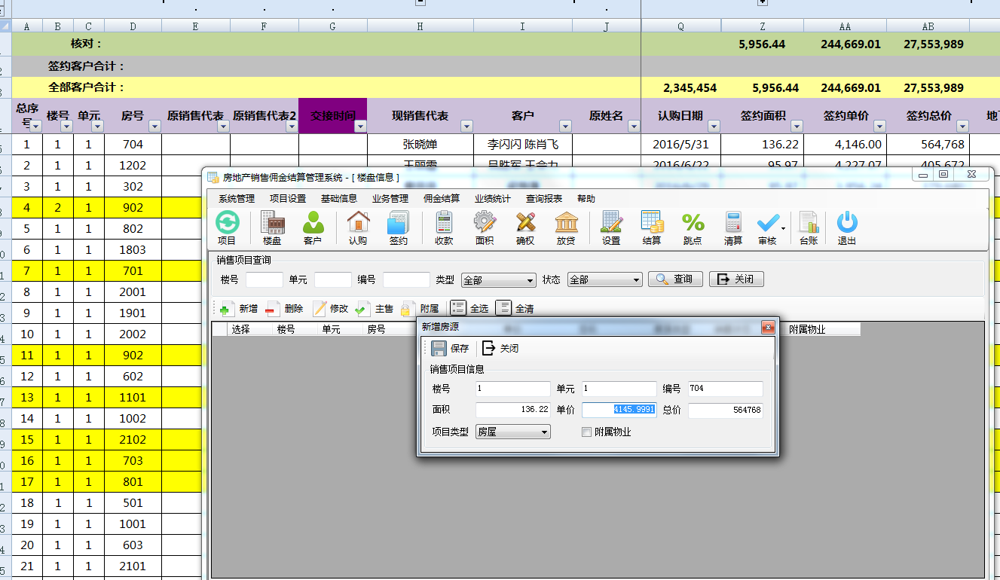 A B C D E F G H I J Q Z AA AB
核对： 5,956.44 244,669.01 27,553,989
签约客户合计：
全部客户合计： 2,345,454 5,956.44 244,669.01 27,553,989
总序号 楼号 单元 房号 原销售代表 原销售代表2 交接时间 现销售代表 客户 原姓名 认购日期 签约面积 签约单价 签约总价
1 1 1 704 张晓婵 李闪闪 陈肖飞 2016/5/31 136.22 4,146.00 564,768
2 1 1 1202 2016/6/22 95.97 4,227.07 405,672
3 1 1 302
4 2 1 902
5 1 1 802
6 1 1 1803
7 1 1 701
8 1 1 2001
9 1 1 1901
10 1 1 2002
11 1 1 902
12 1 1 602
13 1 1 1101
14 1 1 1002
15 1 1 2102
16 1 1 703
17 1 1 801
18 1 1 501
19 1 1 1001
20 1 1 603
21 1 1 2101
房地产销售佣金结算管理系统 - [ 楼盘信息 ]
系统管理 项目设置 基础信息 业务管理 佣金结算 业绩统计 查询报表 帮助
项目 楼盘 客户 认购 签约 收款 面积 确权 放贷 设置 结算 跳点 清算 审核 台账 退出
销售项目查询
楼号 单元 编号 类型 全部 状态 全部 查询 关闭
新增 删除 修改 主售 附属 全选 全清
选择 楼号 单元 房号 附属物业
新增房源
保存 关闭
销售项目信息
楼号 1 单元 1 编号 704
面积 136.22 单价 4145.9991 总价 564768
项目类型 房屋 附属物业